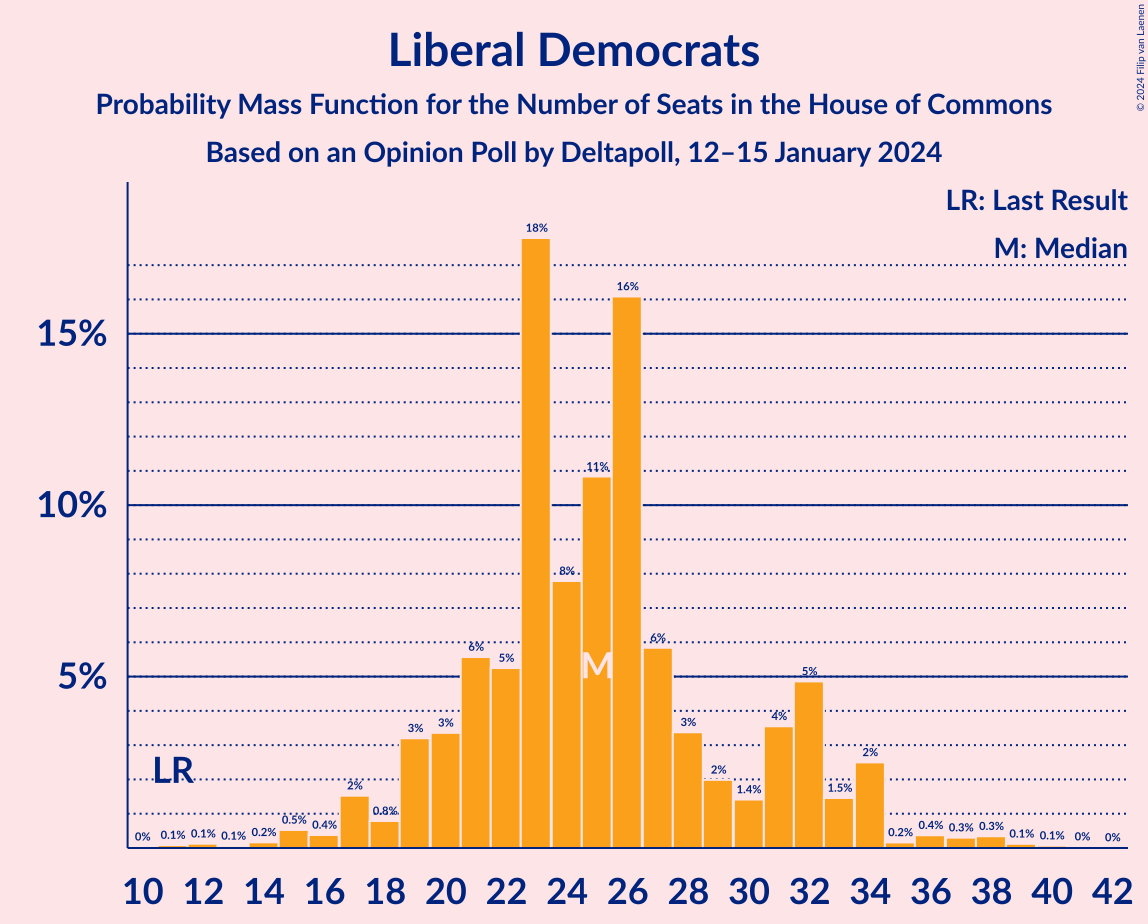 Liberal Democrats
Probability Mass Function for the Number of Seats in the House of Commons
Based on an Opinion Poll by Deltapoll, 12–15 January 2024
© 2024 Filip van Laenen
LR: Last Result
M: Median
15%
10%
5%
LR
M
0% 0.1% 0.1% 0.1% 0.2% 0.5% 0.4% 2% 0.8% 3% 3% 6% 5% 18% 8% 11% 16% 6% 3% 2% 1.4% 4% 5% 1.5% 2% 0.2% 0.4% 0.3% 0.3% 0.1% 0.1% 0% 0%
10 12 14 16 18 20 22 24 26 28 30 32 34 36 38 40 42